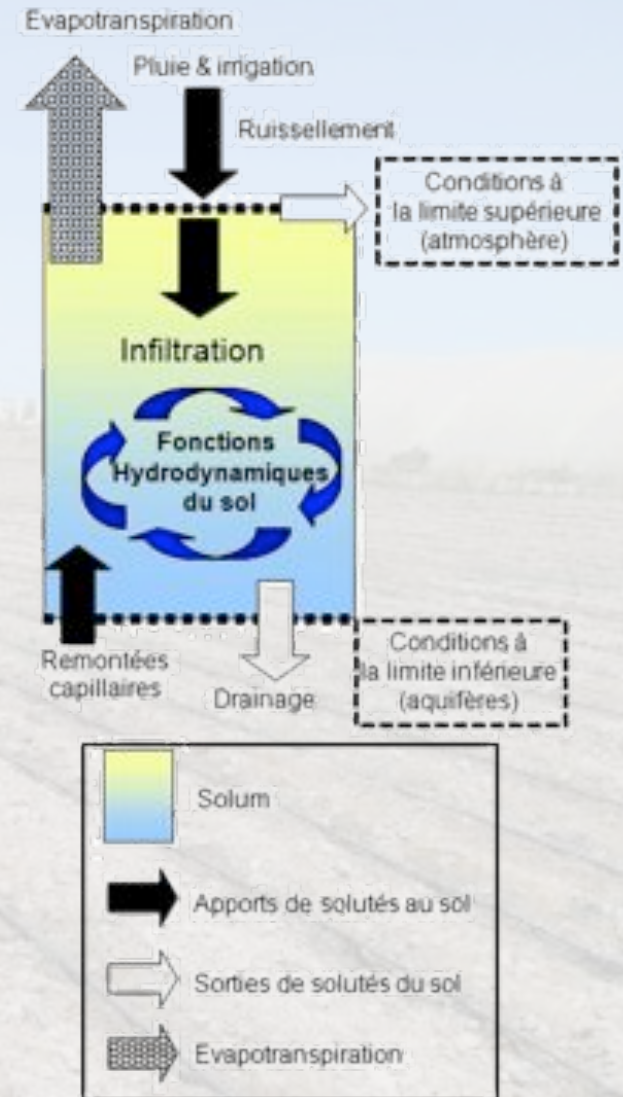 Evapotranspiration
Pluie & irrigation
Ruissellement
Conditions à
la limite supérieure
(atmosphère)
Infiltration
Fonctions
Hydrodynamiques
du sol
Remontées
capillaires
Drainage
Conditions à
la limite inférieure
(aquifères)
Solum
Apports de solutés au sol
Sorties de solutés du sol
Evapotranspiration